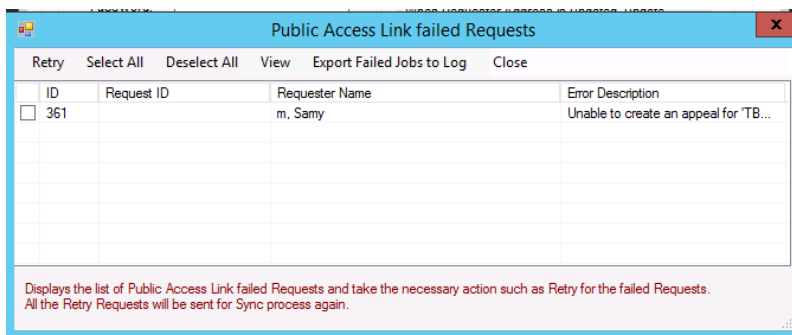 Public Access Link failed Requests
x
Retry Select All Deselect All View Export Failed Jobs to Log Close
ID Request ID Requester Name Error Description
361 m, Samy Unable to create an appeal for 'TB...
Displays the list of Public Access Link failed Requests and take the necessary action such as Retry for the failed Requests.
All the Retry Requests will be sent for Sync process again.